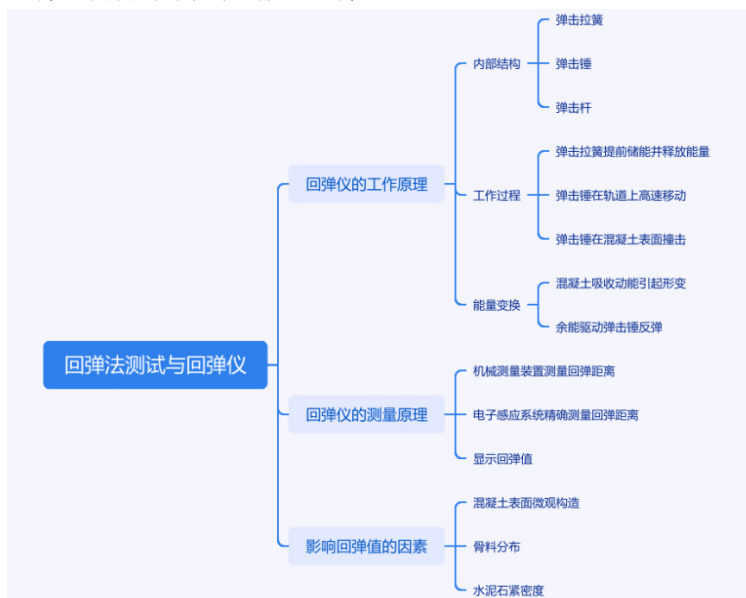 弹击拉簧
内部结构
弹击锤
弹击杆
弹击拉簧提前储能并释放能量
回弹仪的工作原理
工作过程
弹击锤在轨道上高速移动
弹击锤在混凝土表面撞击
混凝土吸收动能引起形变
能量变换
余能驱动弹击锤反弹
回弹法测试与回弹仪
机械测量装置测量回弹距离
回弹仪的测量原理
电子感应系统精确测量回弹距离
显示回弹值
混凝土表面微观构造
影响回弹值的因素
骨料分布
水泥石紧密度